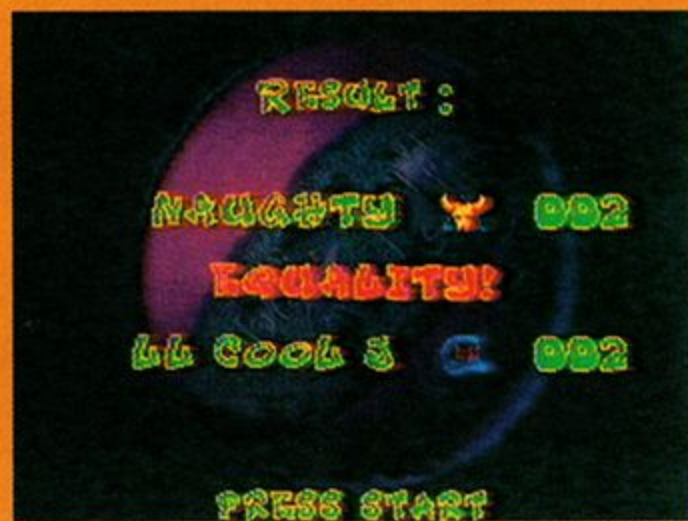 RESULT:
NAUGHTY 002
EQUALITY!
LL COOL J 002
PRESS START